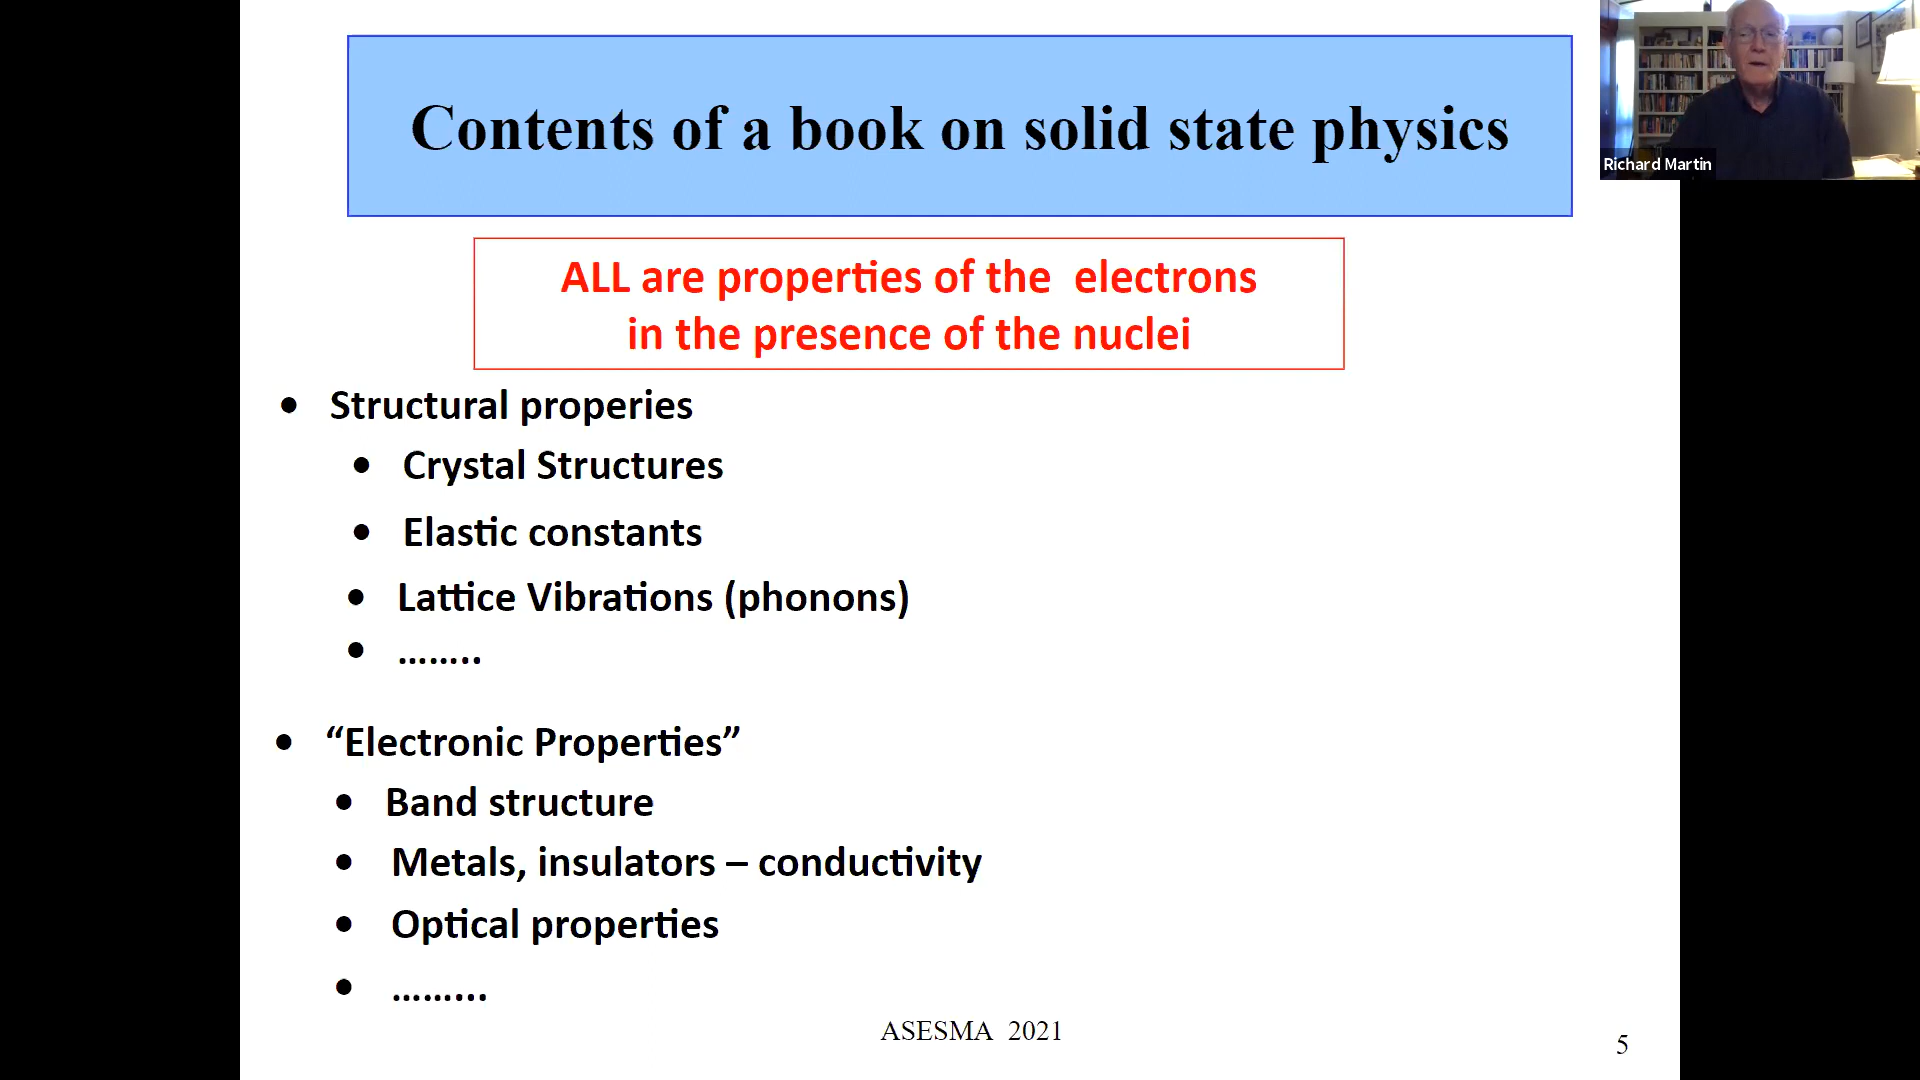 Contents of a book on solid state physics
Richard Martin
ALL are properties of the electrons
in the presence of the nuclei
• Structural properies
• Crystal Structures
• Elastic constants
• Lattice Vibrations (phonons)
• ........
• “Electronic Properties”
• Band structure
• Metals, insulators – conductivity
• Optical properties
• .........
ASESMA 2021
5